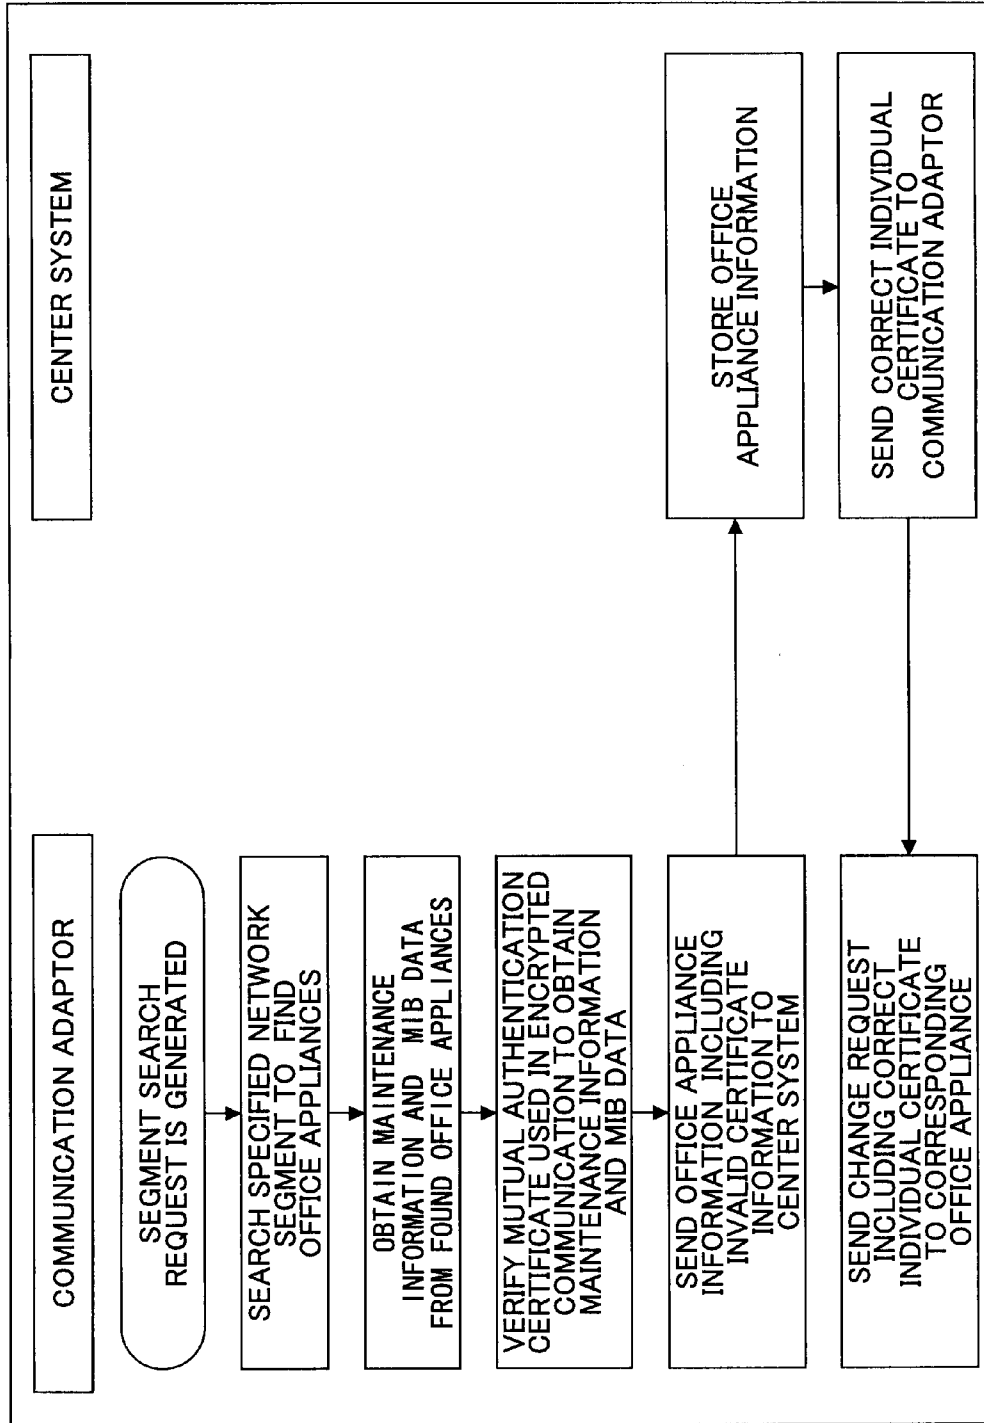 COMMUNICATION ADAPTOR
CENTER SYSTEM
SEGMENT SEARCH
REQUEST IS GENERATED
SEARCH SPECIFIED NETWORK
SEGMENT TO FIND
OFFICE APPLIANCES
OBTAIN MAINTENANCE
INFORMATION AND MIB DATA
FROM FOUND OFFICE APPLIANCES
VERIFY MUTUAL AUTHENTICATION
CERTIFICATE USED IN ENCRYPTED
COMMUNICATION TO OBTAIN
MAINTENANCE INFORMATION
AND MIB DATA
SEND OFFICE APPLIANCE
INFORMATION INCLUDING
INVALID CERTIFICATE
INFORMATION TO
CENTER SYSTEM
STORE OFFICE
APPLIANCE INFORMATION
SEND CORRECT INDIVIDUAL
CERTIFICATE TO
COMMUNICATION ADAPTOR
SEND CHANGE REQUEST
INCLUDING CORRECT
INDIVIDUAL CERTIFICATE
TO CORRESPONDING
OFFICE APPLIANCE